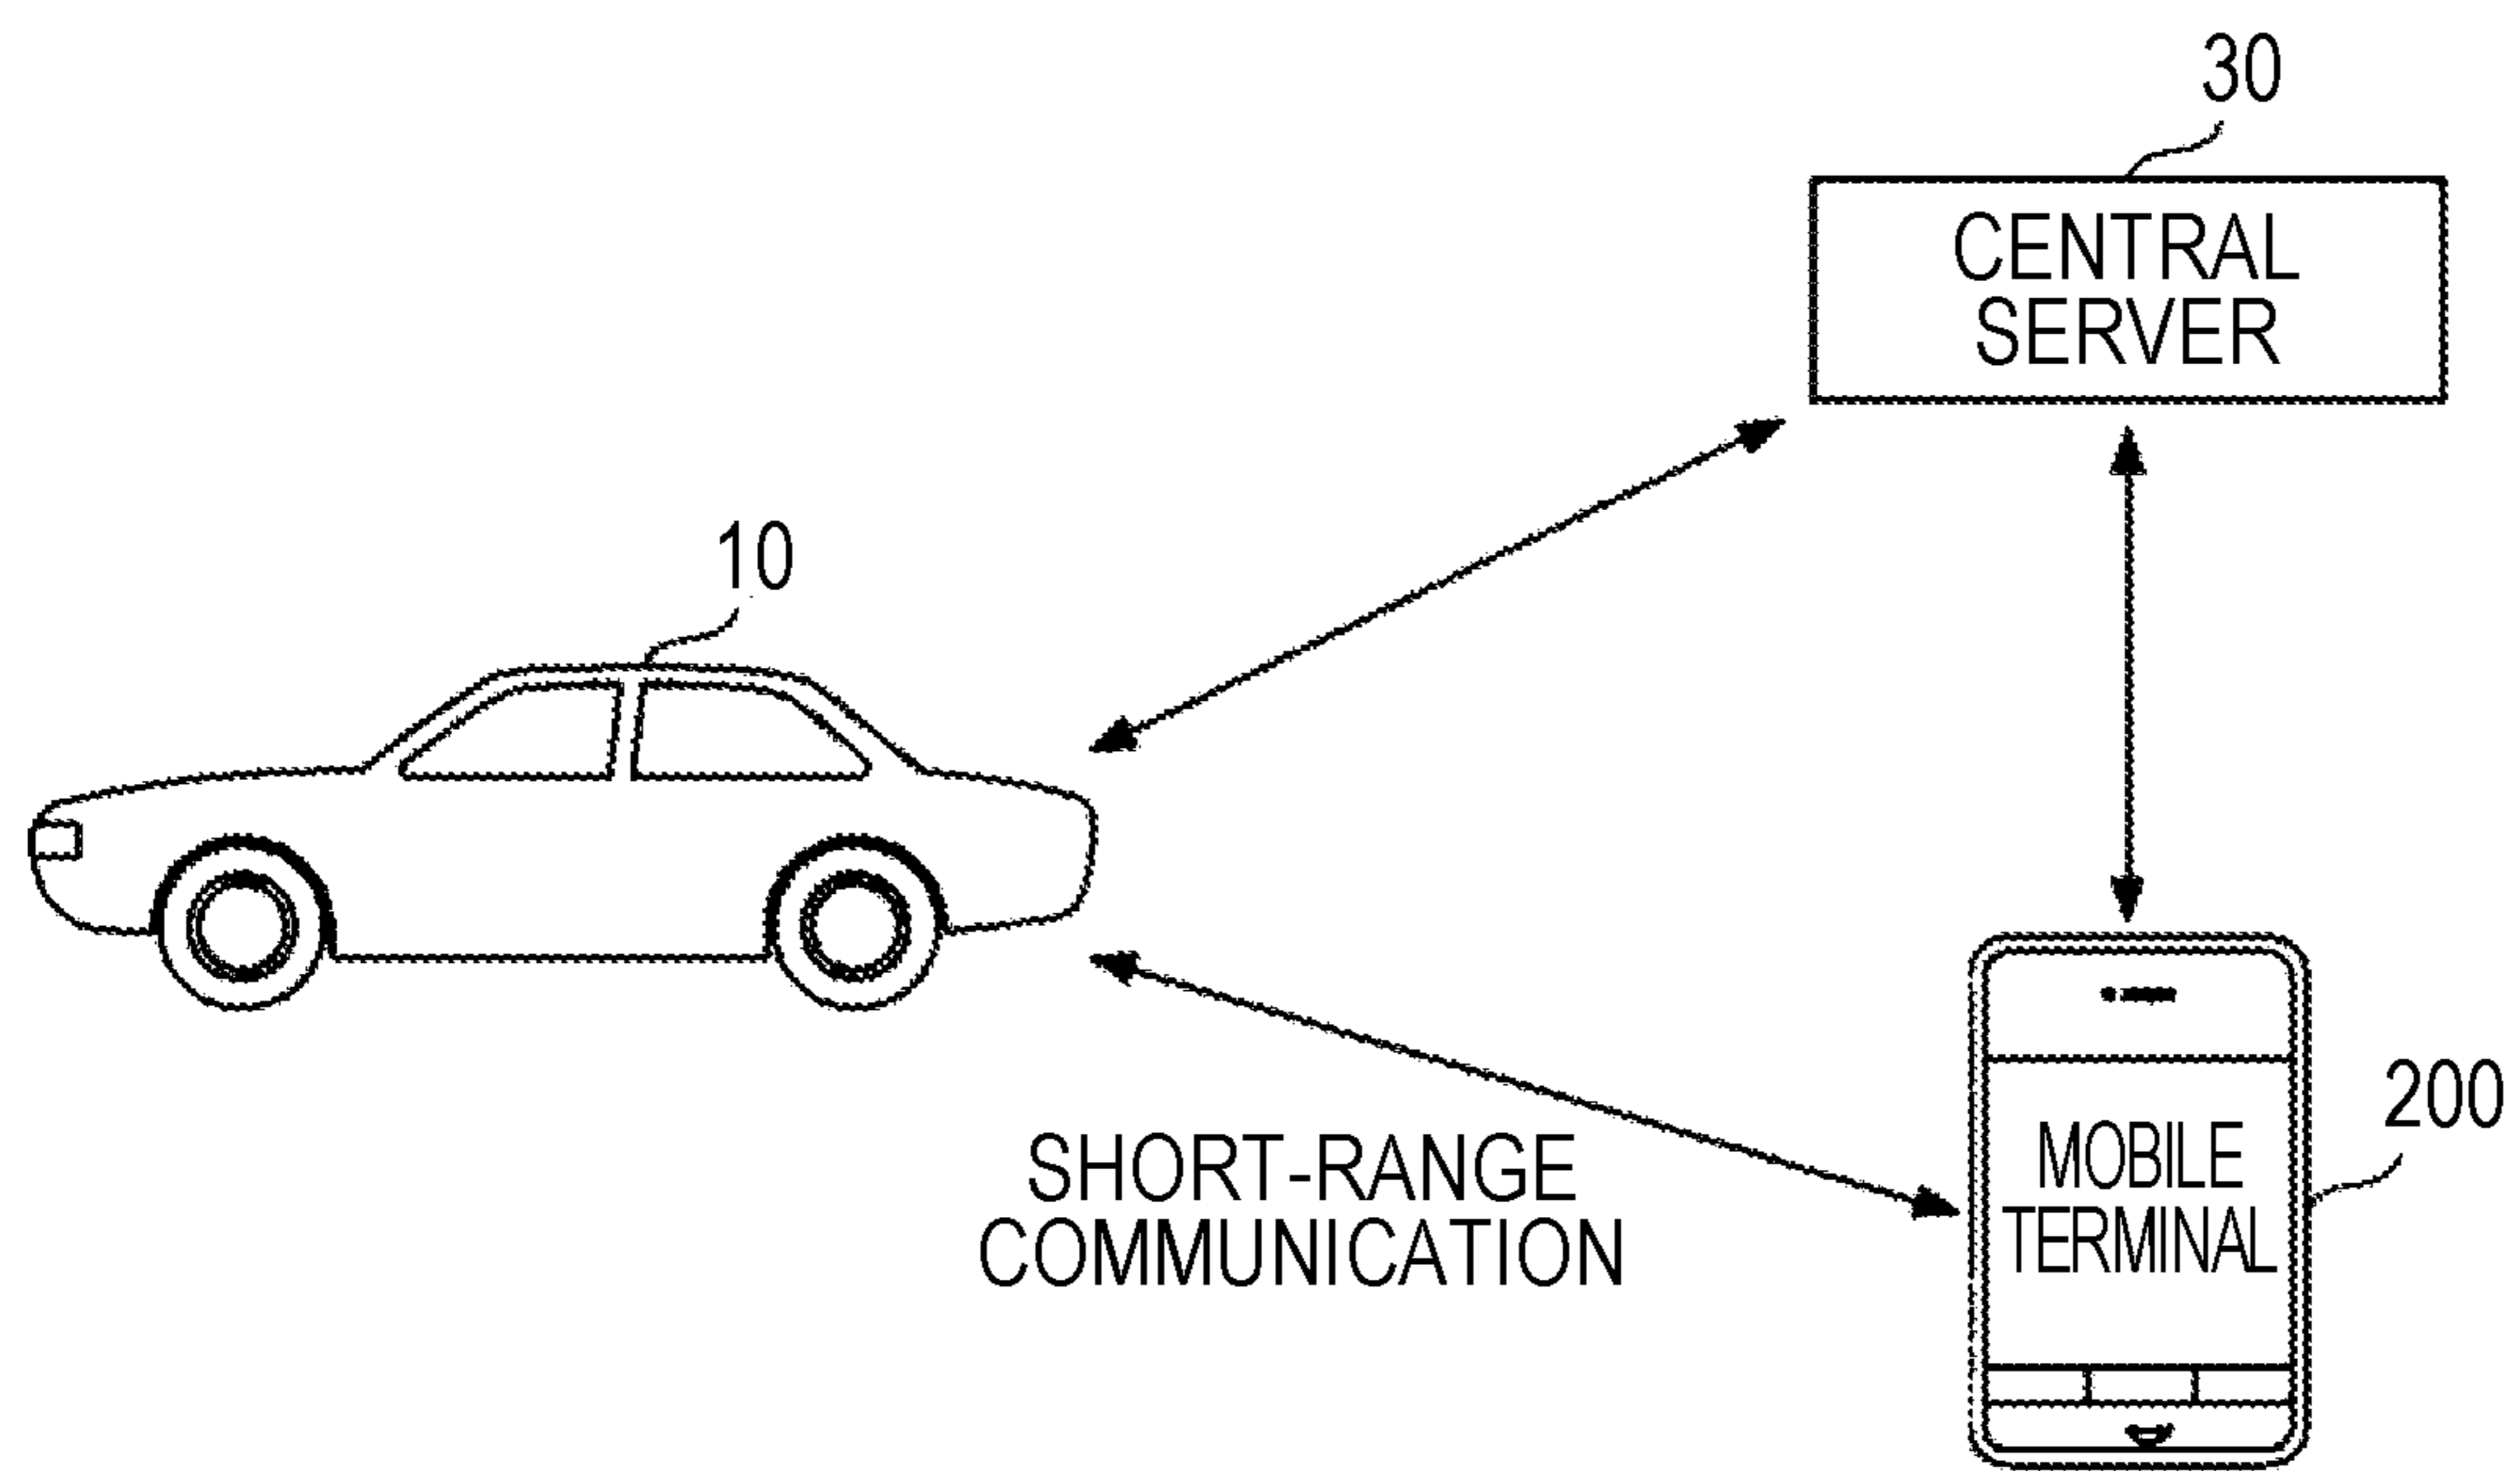 30
CENTRAL
SERVER
10
200
MOBILE
TERMINAL
SHORT-RANGE
COMMUNICATION